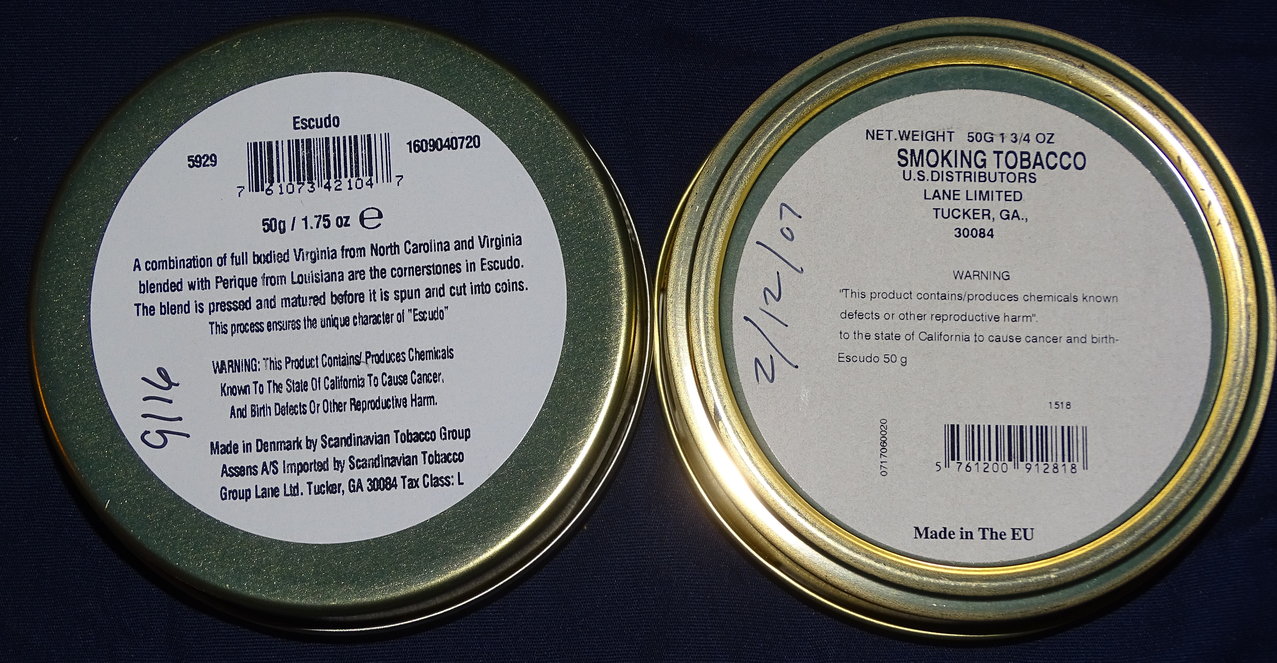 Escudo
5929
1609040720
7 61073 42104 7
50g / 1.75 oz ℮
A combination of full bodied Virginia from North Carolina and Virginia
blended with Perique from Louisiana are the cornerstones in Escudo.
The blend is pressed and matured before it is spun and cut into coins.
This process ensures the unique character of "Escudo"
WARNING: This Product Contains/ Produces Chemicals
Known To The State Of California To Cause Cancer,
And Birth Defects Or Other Reproductive Harm.
9/16
Made in Denmark by Scandinavian Tobacco Group
Assens A/S Imported by Scandinavian Tobacco
Group Lane Ltd. Tucker, GA 30084 Tax Class: L
NET.WEIGHT 50G 1 3/4 OZ
SMOKING TOBACCO
U.S.DISTRIBUTORS
LANE LIMITED
TUCKER, GA.,
30084
2/12/07
WARNING
"This product contains/produces chemicals known
defects or other reproductive harm".
to the state of California to cause cancer and birth-
Escudo 50 g
1518
0717060020
5 761200 912818
Made in The EU